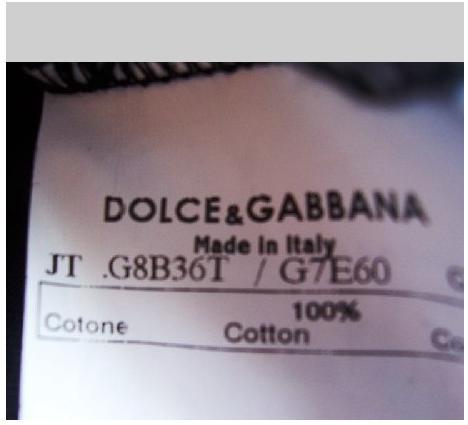 DOLCE&GABBANA
Made in Italy
JT .G8B36T / G7E60
100%
Cotone Cotton